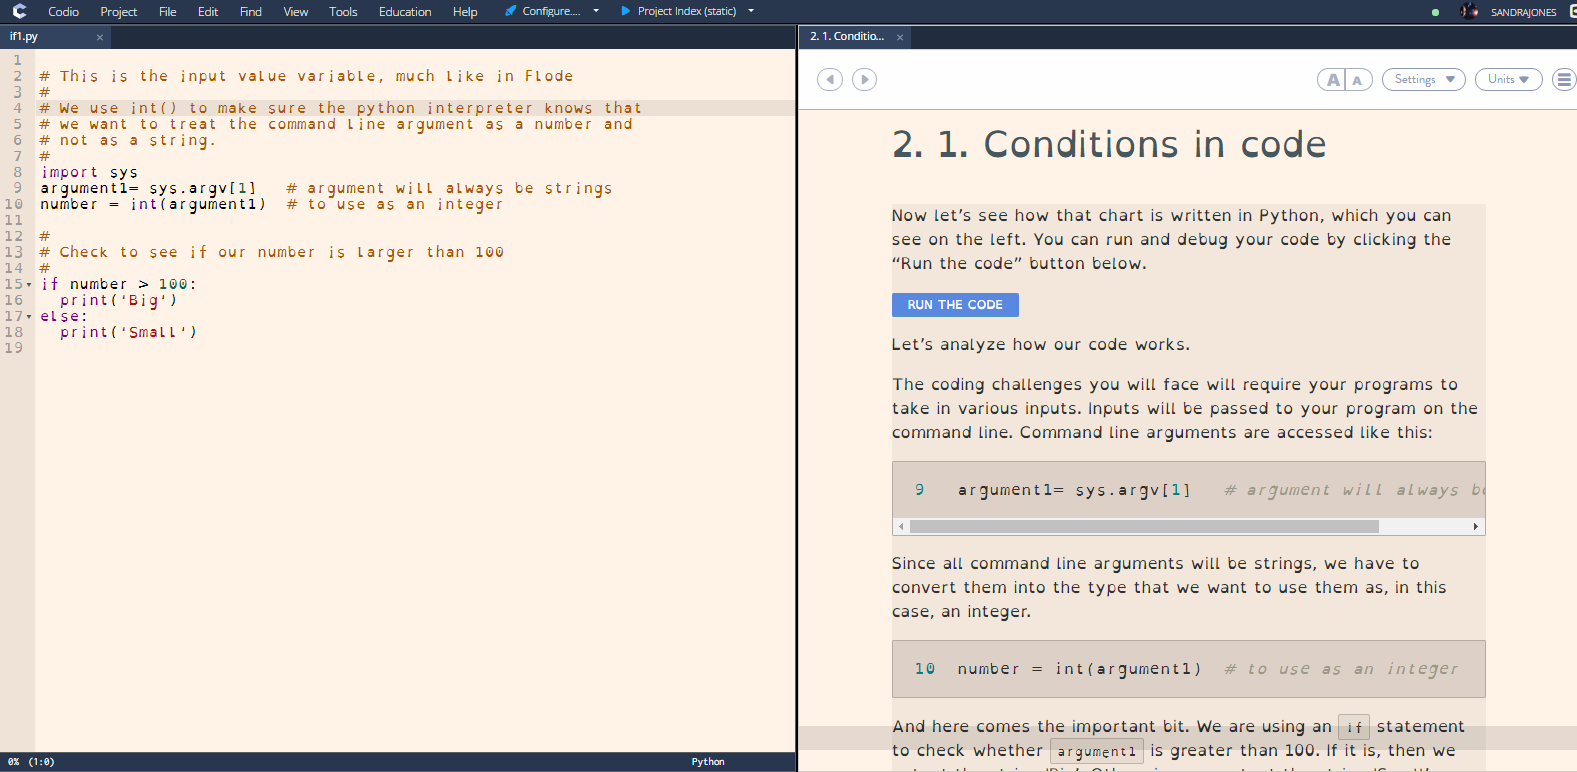 Codio Project File Edit Find View Tools Education Help Configure.... Project Index (static) SANDRAJONES
if1.py ×
2. 1. Conditio... ×
1
2 # This is the input value variable, much like in Flode
3 #
4 # We use int() to make sure the python interpreter knows that
5 # we want to treat the command line argument as a number and
6 # not as a string.
7 #
8 import sys
9 argument1= sys.argv[1]   # argument will always be strings
10 number = int(argument1)  # to use as an integer
11
12 #
13 # Check to see if our number is larger than 100
14 #
15 if number > 100:
16   print('Big')
17 else:
18   print('Small')
19
0% (1:0) Python
A A Settings Units
2. 1. Conditions in code
Now let’s see how that chart is written in Python, which you can
see on the left. You can run and debug your code by clicking the
“Run the code” button below.
RUN THE CODE
Let’s analyze how our code works.
The coding challenges you will face will require your programs to
take in various inputs. Inputs will be passed to your program on the
command line. Command line arguments are accessed like this:
9 argument1= sys.argv[1]   # argument will always
Since all command line arguments will be strings, we have to
convert them into the type that we want to use them as, in this
case, an integer.
10 number = int(argument1)  # to use as an integer
And here comes the important bit. We are using an if statement
to check whether argument1 is greater than 100. If it is, then we